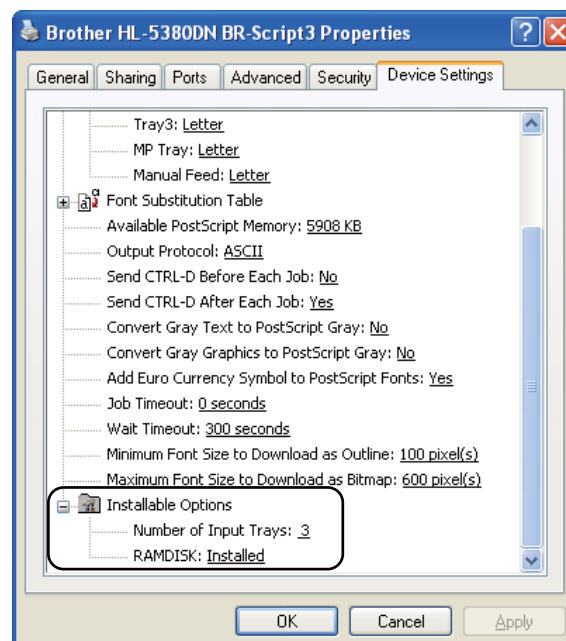 Brother HL-5380DN BR-Script3 Properties
General Sharing Ports Advanced Security Device Settings
Tray3: Letter
MP Tray: Letter
Manual Feed: Letter
Font Substitution Table
Available PostScript Memory: 5908 KB
Output Protocol: ASCII
Send CTRL-D Before Each Job: No
Send CTRL-D After Each Job: Yes
Convert Gray Text to PostScript Gray: No
Convert Gray Graphics to PostScript Gray: No
Add Euro Currency Symbol to PostScript Fonts: Yes
Job Timeout: 0 seconds
Wait Timeout: 300 seconds
Minimum Font Size to Download as Outline: 100 pixel(s)
Maximum Font Size to Download as Bitmap: 600 pixel(s)
Installable Options
Number of Input Trays: 3
RAMDISK: Installed
OK Cancel Apply